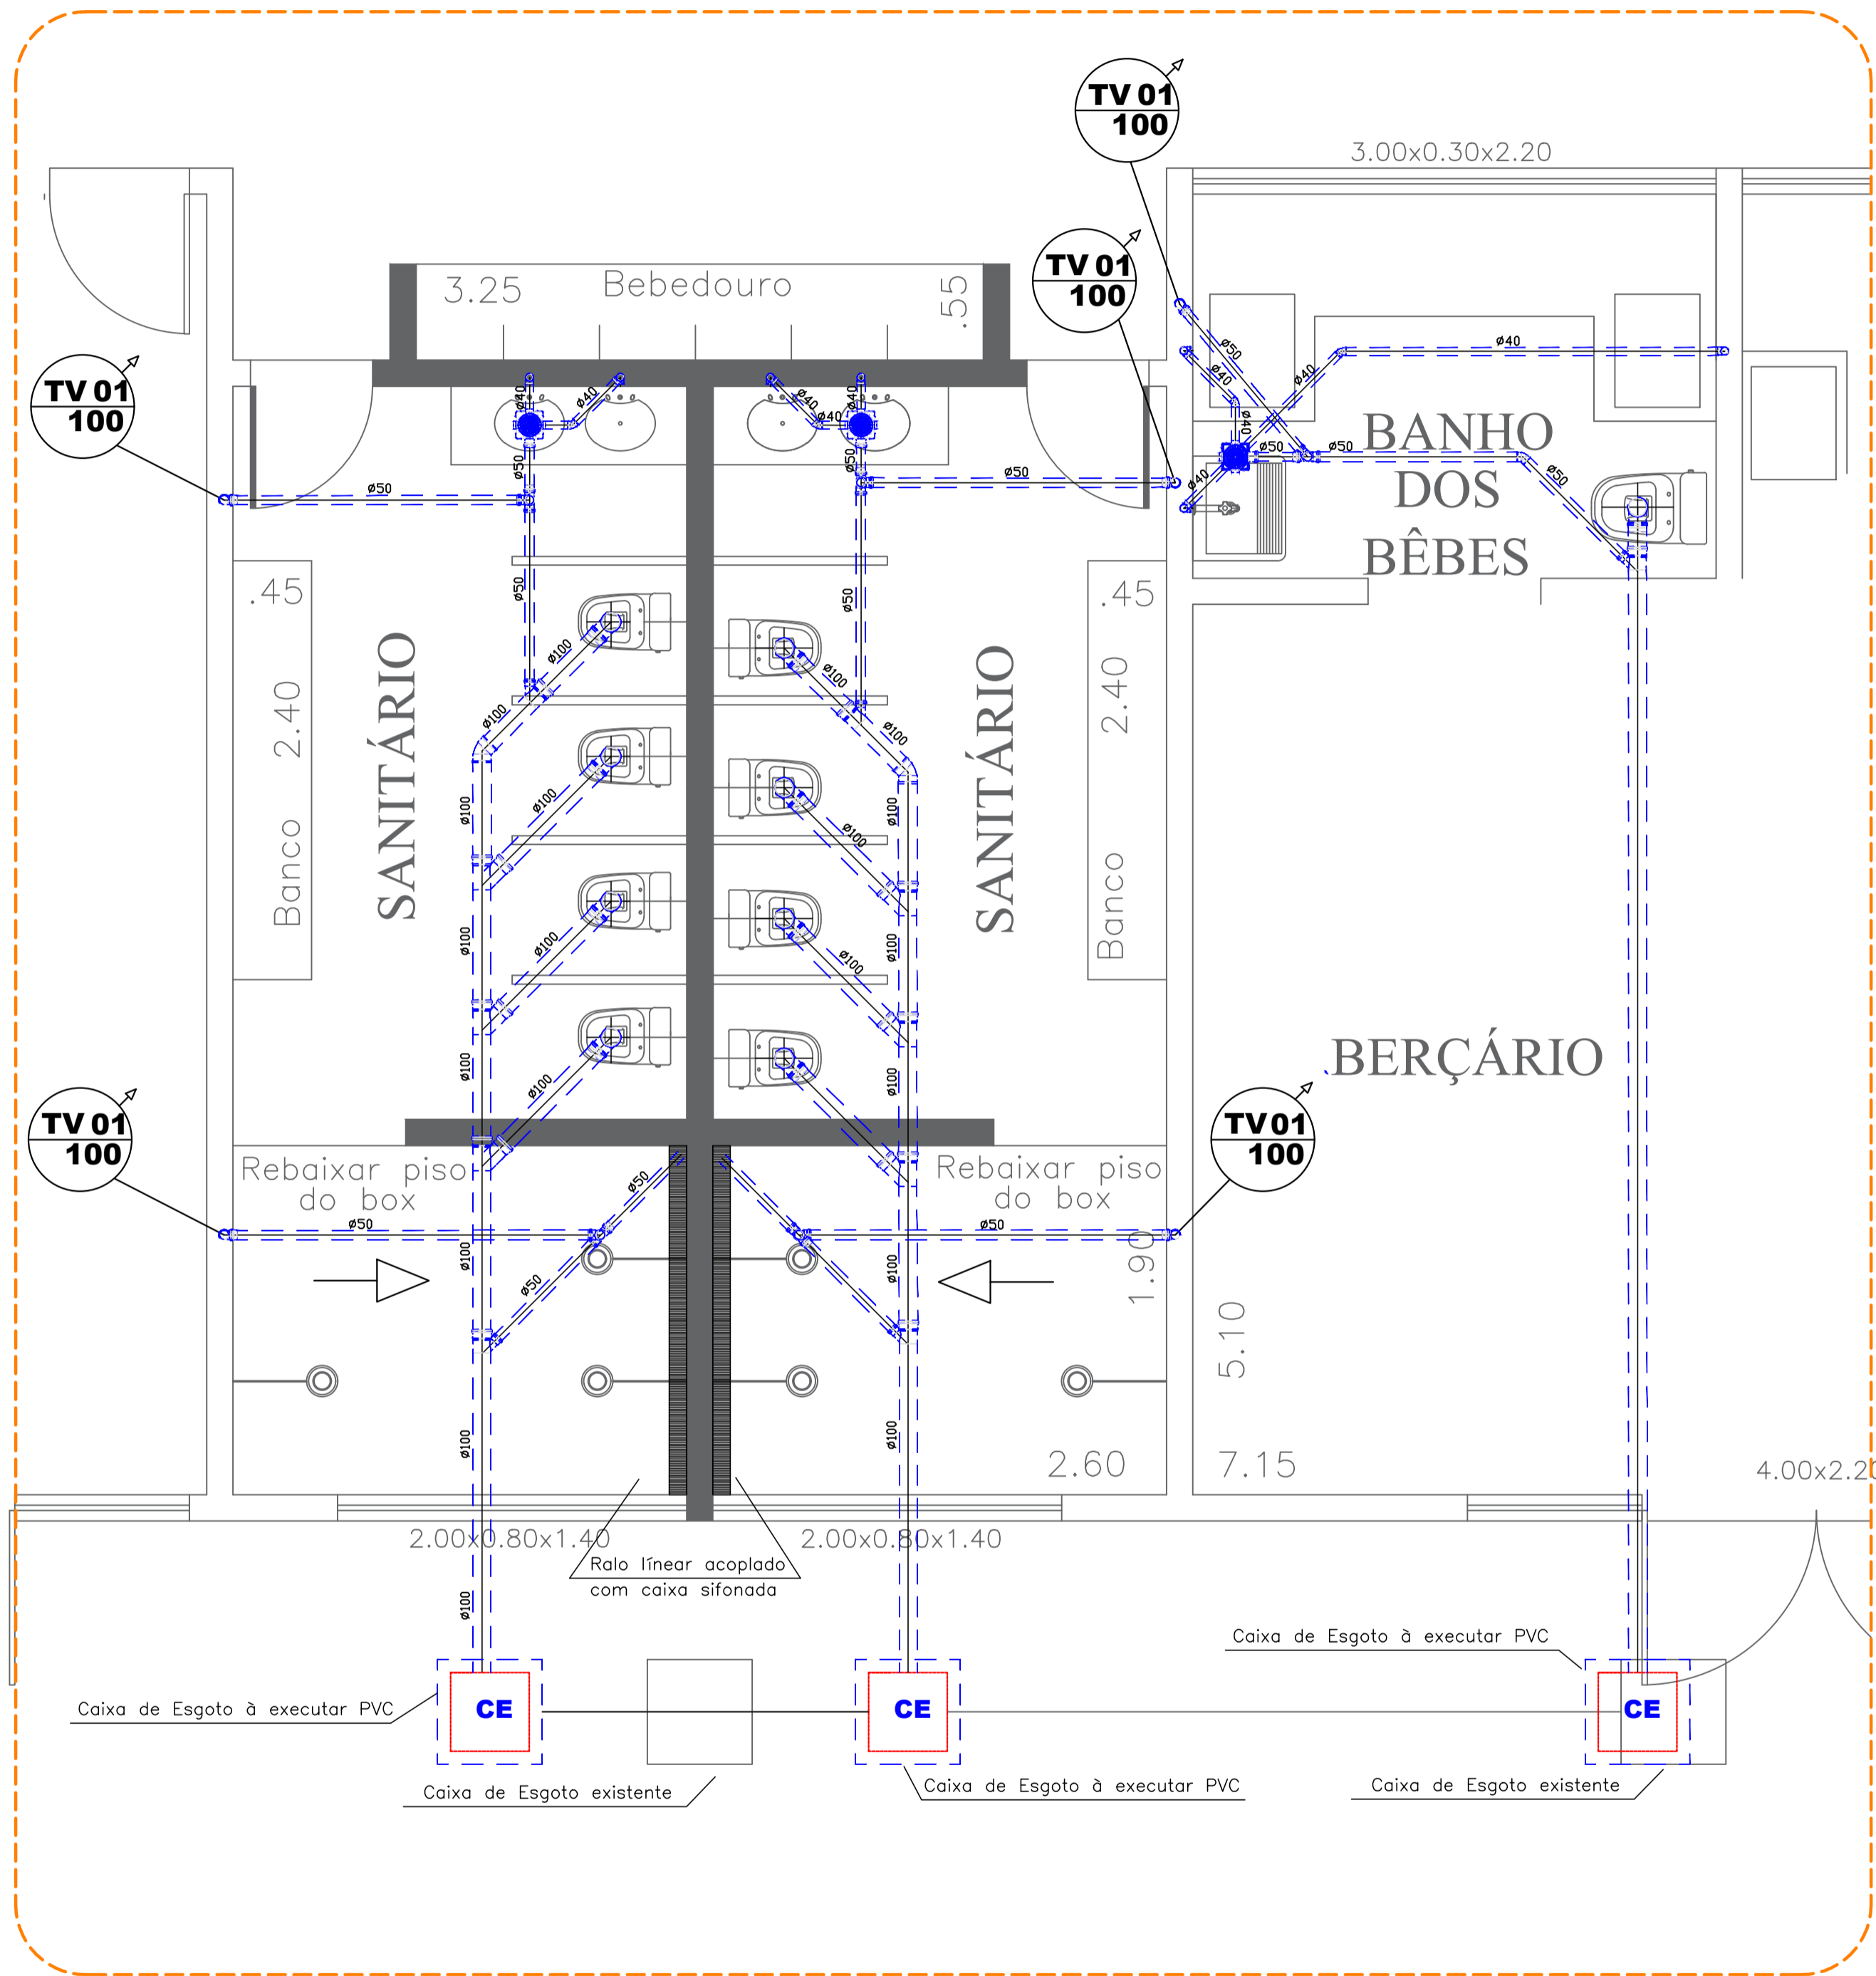 TV 01
100
3.00x0.30x2.20
TV 01
100
3.25
Bebedouro
.55
TV 01
100
ø40
ø40
ø40
ø40
ø40
ø40
ø50
ø40
ø40
ø40
ø40
ø50
ø50
ø50
ø40
ø50
ø50
ø50
ø50
ø50
BANHO
DOS
BÊBES
.45
Banco 2.40
SANITÁRIO
ø50
ø100
ø100
ø100
ø100
ø100
ø100
ø100
ø100
ø50
ø100
ø100
ø100
ø100
ø100
ø100
ø100
SANITÁRIO
.45
Banco 2.40
BERÇÁRIO
TV 01
100
Rebaixar piso
do box
ø50
ø50
ø50
ø100
ø100
Rebaixar piso
do box
ø50
ø100
ø100
1.90
TV 01
100
5.10
2.60
7.15
4.00x2.20
2.00x0.80x1.40
2.00x0.80x1.40
Ralo línear acoplado
com caixa sifonada
ø100
Caixa de Esgoto à executar PVC
Caixa de Esgoto à executar PVC
CE
CE
CE
Caixa de Esgoto existente
Caixa de Esgoto à executar PVC
Caixa de Esgoto existente